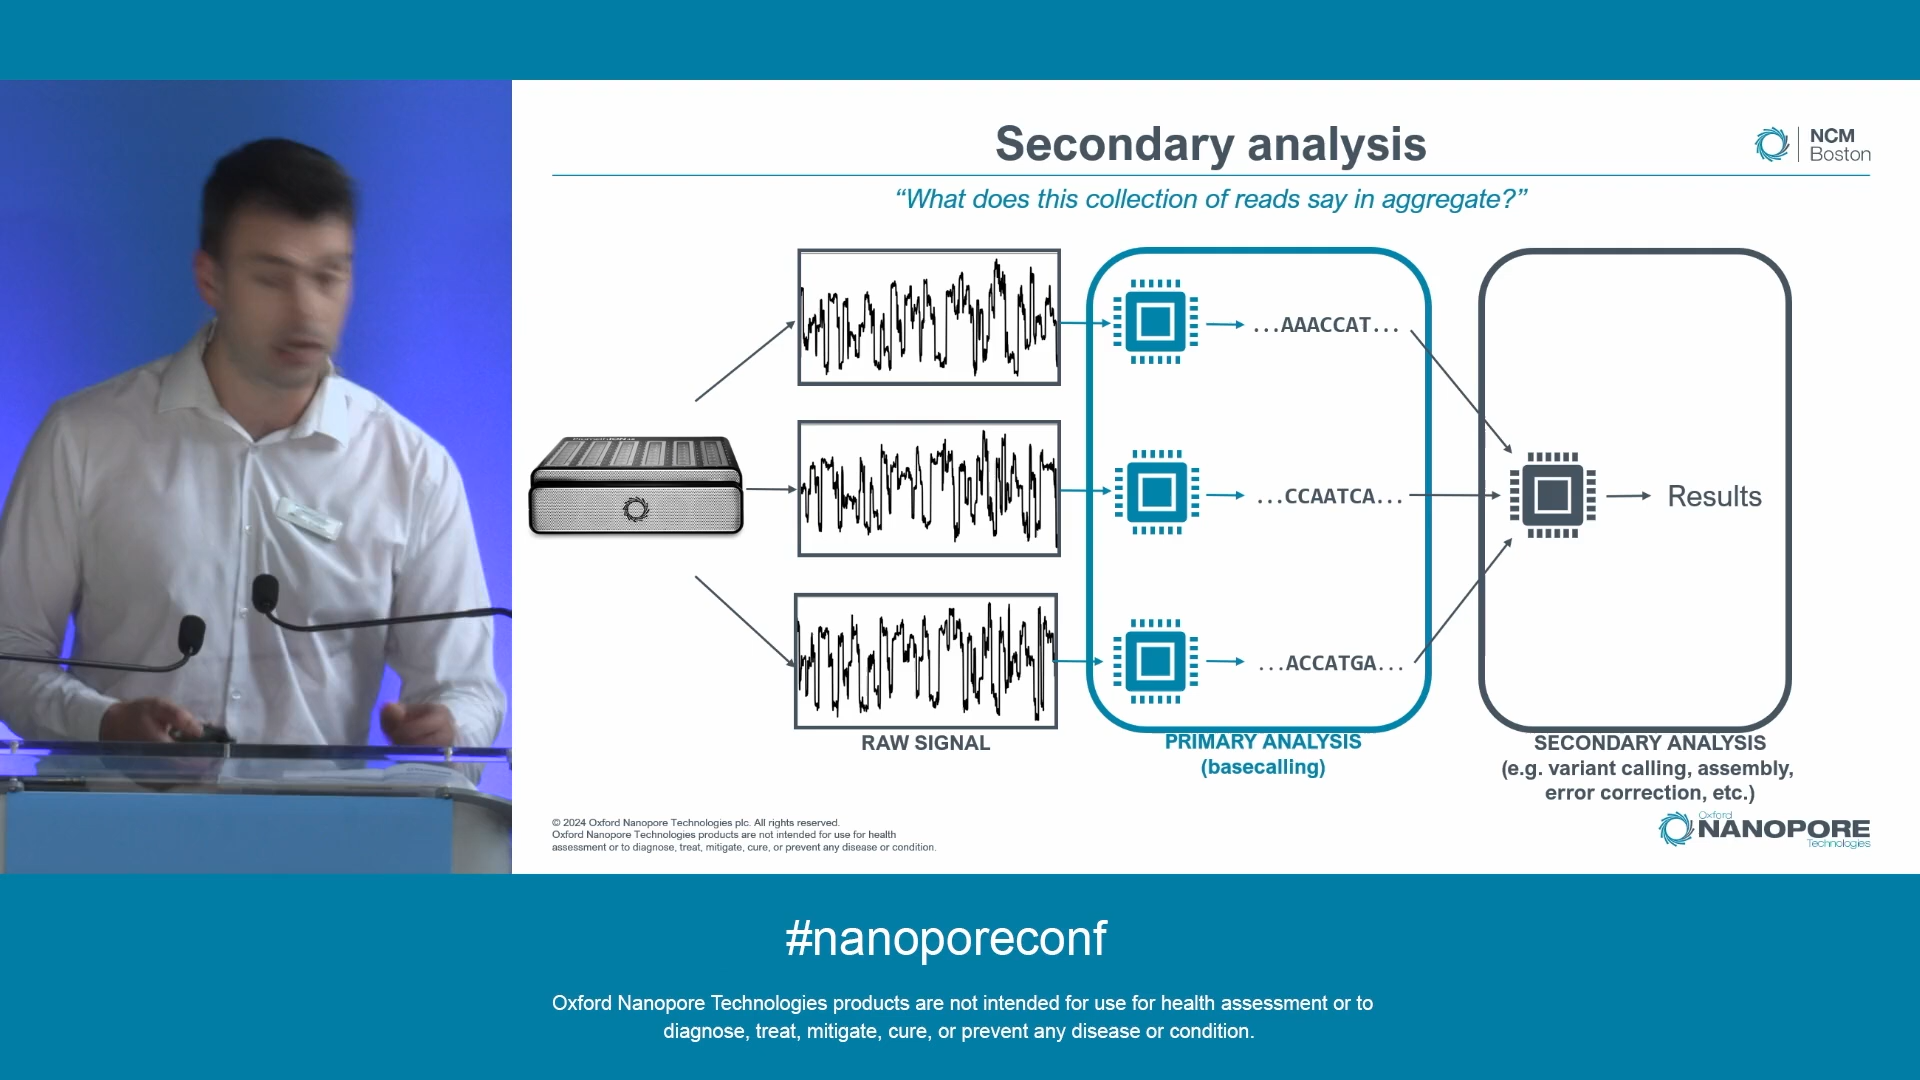 Secondary analysis
NCM
Boston
“What does this collection of reads say in aggregate?”
...AAACCAT...
...CCAATCA...
Results
...ACCATGA...
RAW SIGNAL
PRIMARY ANALYSIS
(basecalling)
SECONDARY ANALYSIS
(e.g. variant calling, assembly,
error correction, etc.)
© 2024 Oxford Nanopore Technologies plc. All rights reserved.
Oxford Nanopore Technologies products are not intended for use for health
assessment or to diagnose, treat, mitigate, cure, or prevent any disease or condition.
Oxford
NANOPORE
Technologies
#nanoporeconf
Oxford Nanopore Technologies products are not intended for use for health assessment or to
diagnose, treat, mitigate, cure, or prevent any disease or condition.